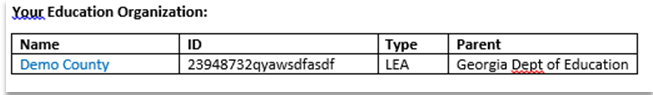 Your Education Organization:
Name ID Type Parent
Demo County 23948732qyawsdfasdf LEA Georgia Dept of Education